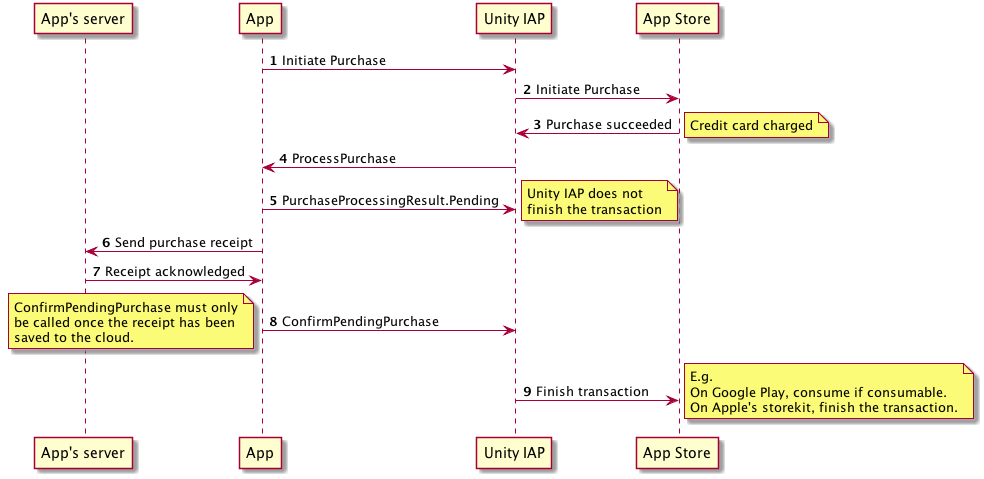 App's server
App
Unity IAP
App Store
1 Initiate Purchase
2 Initiate Purchase
3 Purchase succeeded
Credit card charged
4 ProcessPurchase
5 PurchaseProcessingResult.Pending
Unity IAP does not
finish the transaction
6 Send purchase receipt
7 Receipt acknowledged
ConfirmPendingPurchase must only
be called once the receipt has been
saved to the cloud.
8 ConfirmPendingPurchase
9 Finish transaction
E.g.
On Google Play, consume if consumable.
On Apple's storekit, finish the transaction.
App's server
App
Unity IAP
App Store